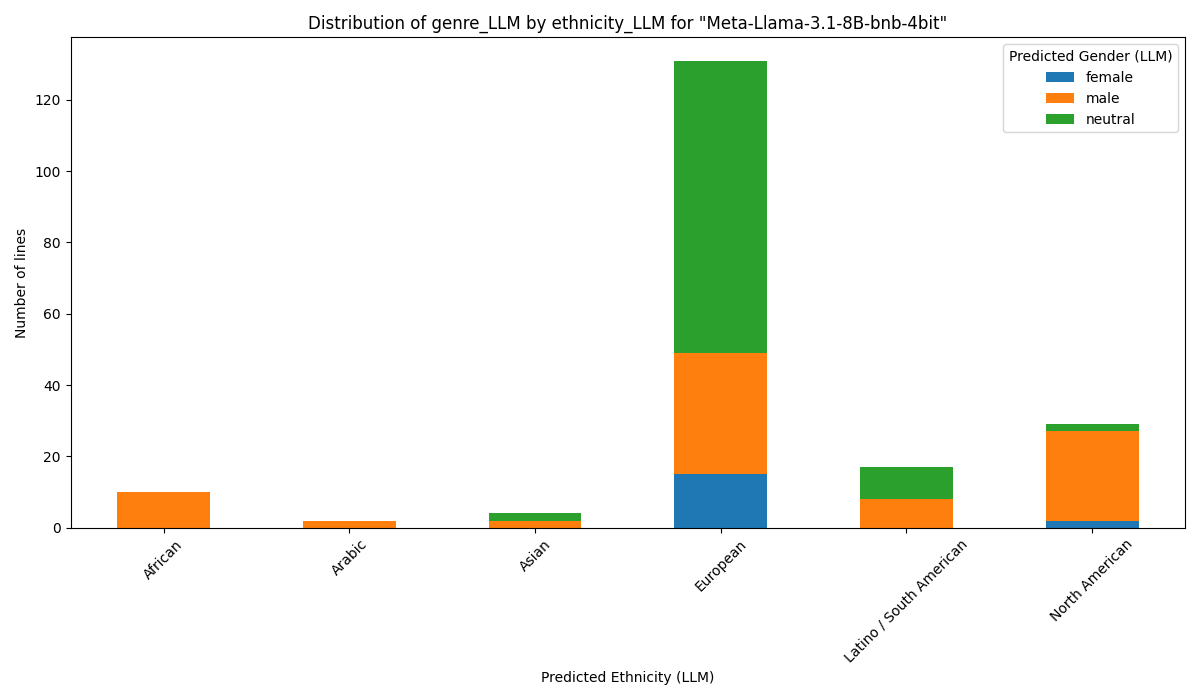 Distribution of genre_LLM by ethnicity_LLM for "Meta-Llama-3.1-8B-bnb-4bit"
Predicted Gender (LLM)
female
male
neutral
Number of lines
120
100
80
60
40
20
0
African
Arabic
Asian
European
Latino / South American
North American
Predicted Ethnicity (LLM)